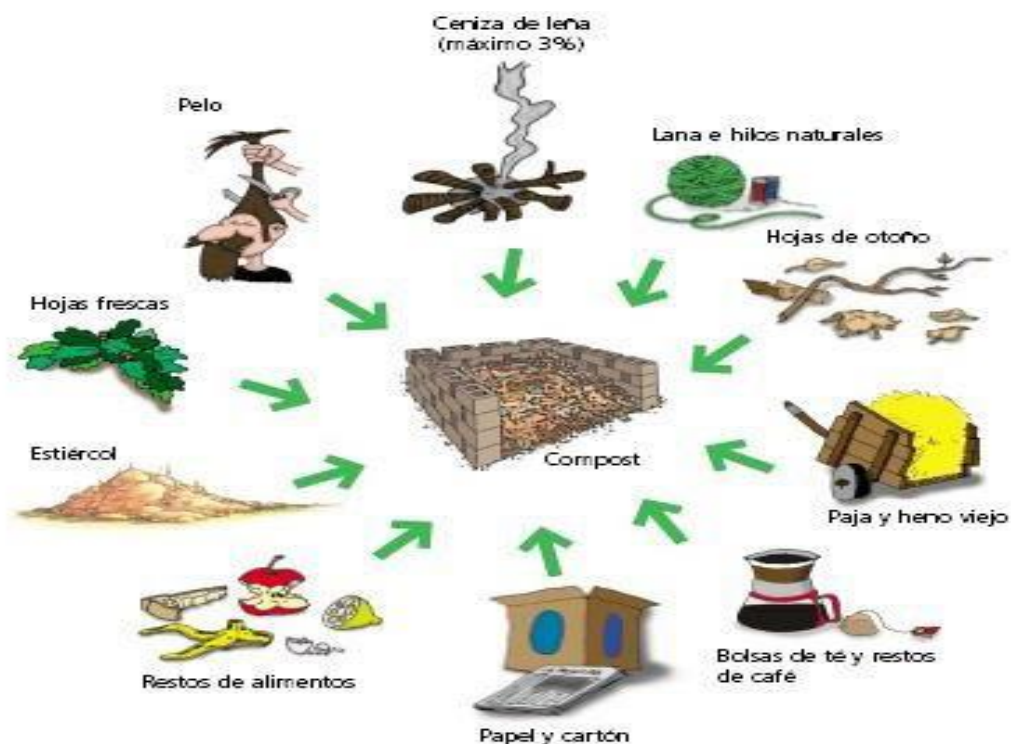 Ceniza de leña
(máximo 3%)
Pelo
Lana e hilos naturales
Hojas de otoño
Hojas frescas
Estiércol
Compost
Paja y heno viejo
Restos de alimentos
Bolsas de té y restos
de café
Papel y cartón